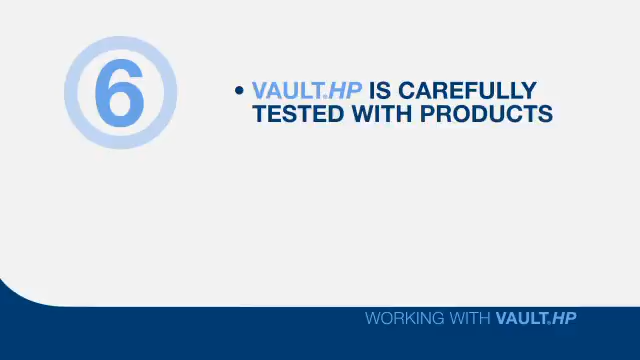 6
• VAULT®HP IS CAREFULLY
TESTED WITH PRODUCTS
WORKING WITH VAULT®HP